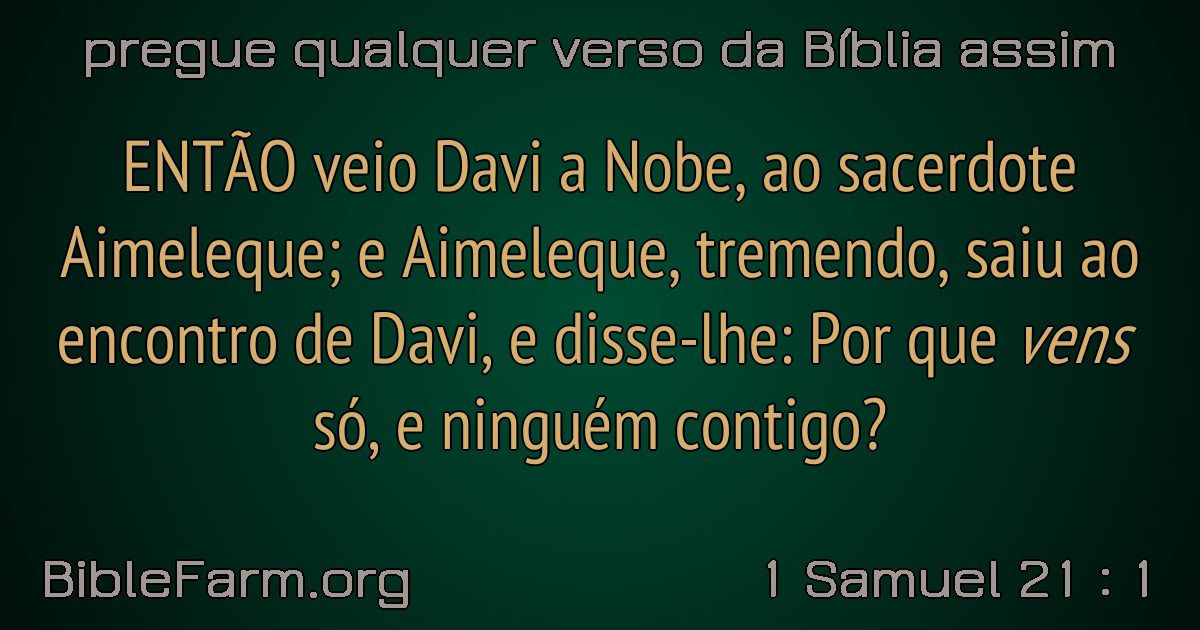 pregue qualquer verso da Bíblia assim
ENTÃO veio Davi a Nobe, ao sacerdote
Aimeleque; e Aimeleque, tremendo, saiu ao
encontro de Davi, e disse-lhe: Por que vens
só, e ninguém contigo?
BibleFarm.org
1 Samuel 21 : 1